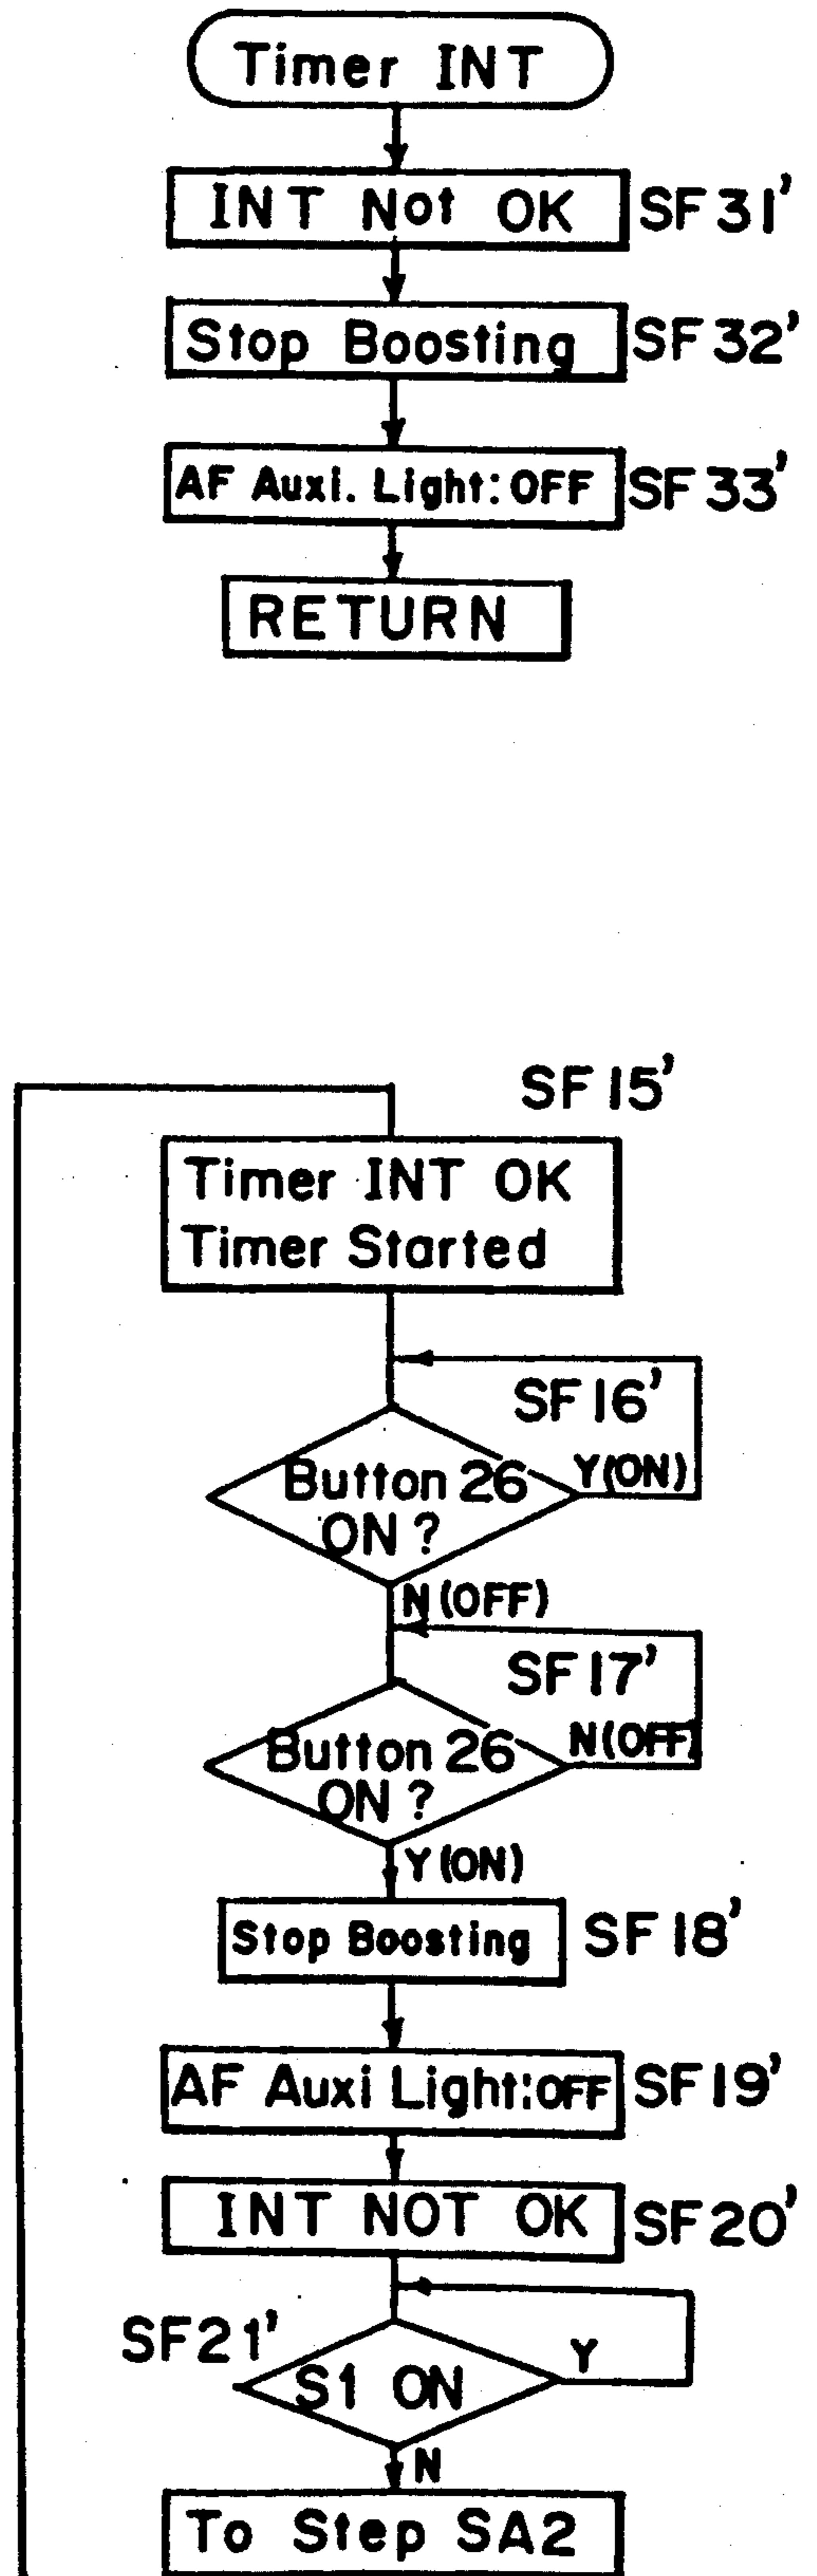 Timer INT
INT Not OK SF31'
Stop Boosting SF32'
AF Auxi. Light: OFF SF33'
RETURN
SF15'
Timer INT OK
Timer Started
SF16'
Button 26 Y(ON)
ON ?
N (OFF)
SF17'
Button 26 N(OFF)
ON ?
Y (ON)
Stop Boosting SF18'
AF Auxi Light: OFF SF19'
INT NOT OK SF20'
SF21'
S1 ON Y
N
To Step SA2